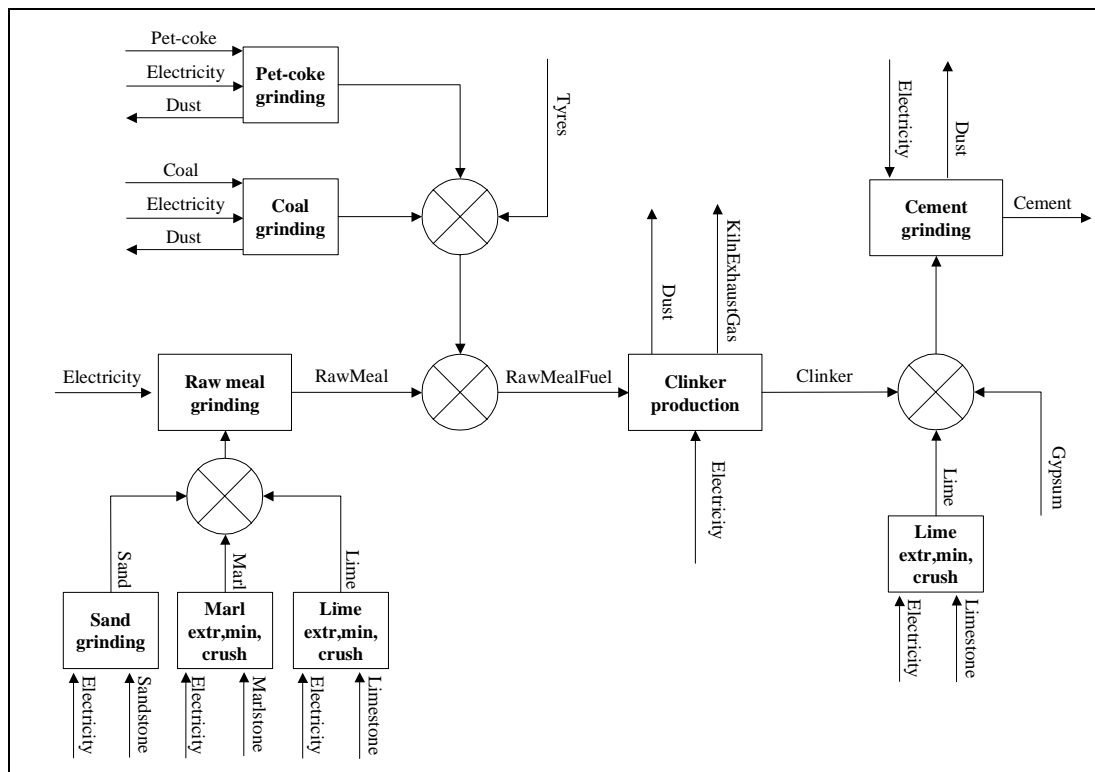 Pet-coke
Electricity
Dust
Pet-coke
grinding
Tyres
Coal
Electricity
Dust
Coal
grinding
Electricity
Dust
Cement
grinding
Cement
Dust
KilnExhaustGas
Electricity
Raw meal
grinding
RawMeal
RawMealFuel
Clinker
production
Clinker
Electricity
Gypsum
Lime
Lime
extr,min,
crush
Electricity
Limestone
Sand
Marl
Lime
Sand
grinding
Marl
extr,min,
crush
Lime
extr,min,
crush
Electricity
Sandstone
Electricity
Marlstone
Electricity
Limestone